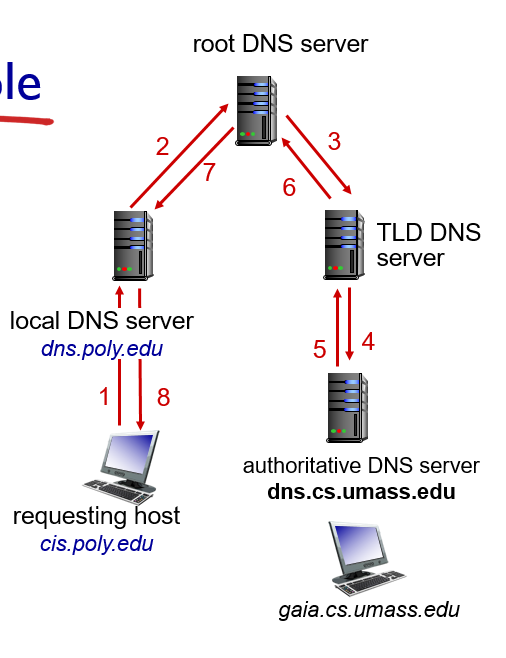 root DNS server
ole
2
3
7
6
TLD DNS
server
local DNS server
dns.poly.edu
5
4
1
8
authoritative DNS server
dns.cs.umass.edu
requesting host
cis.poly.edu
gaia.cs.umass.edu